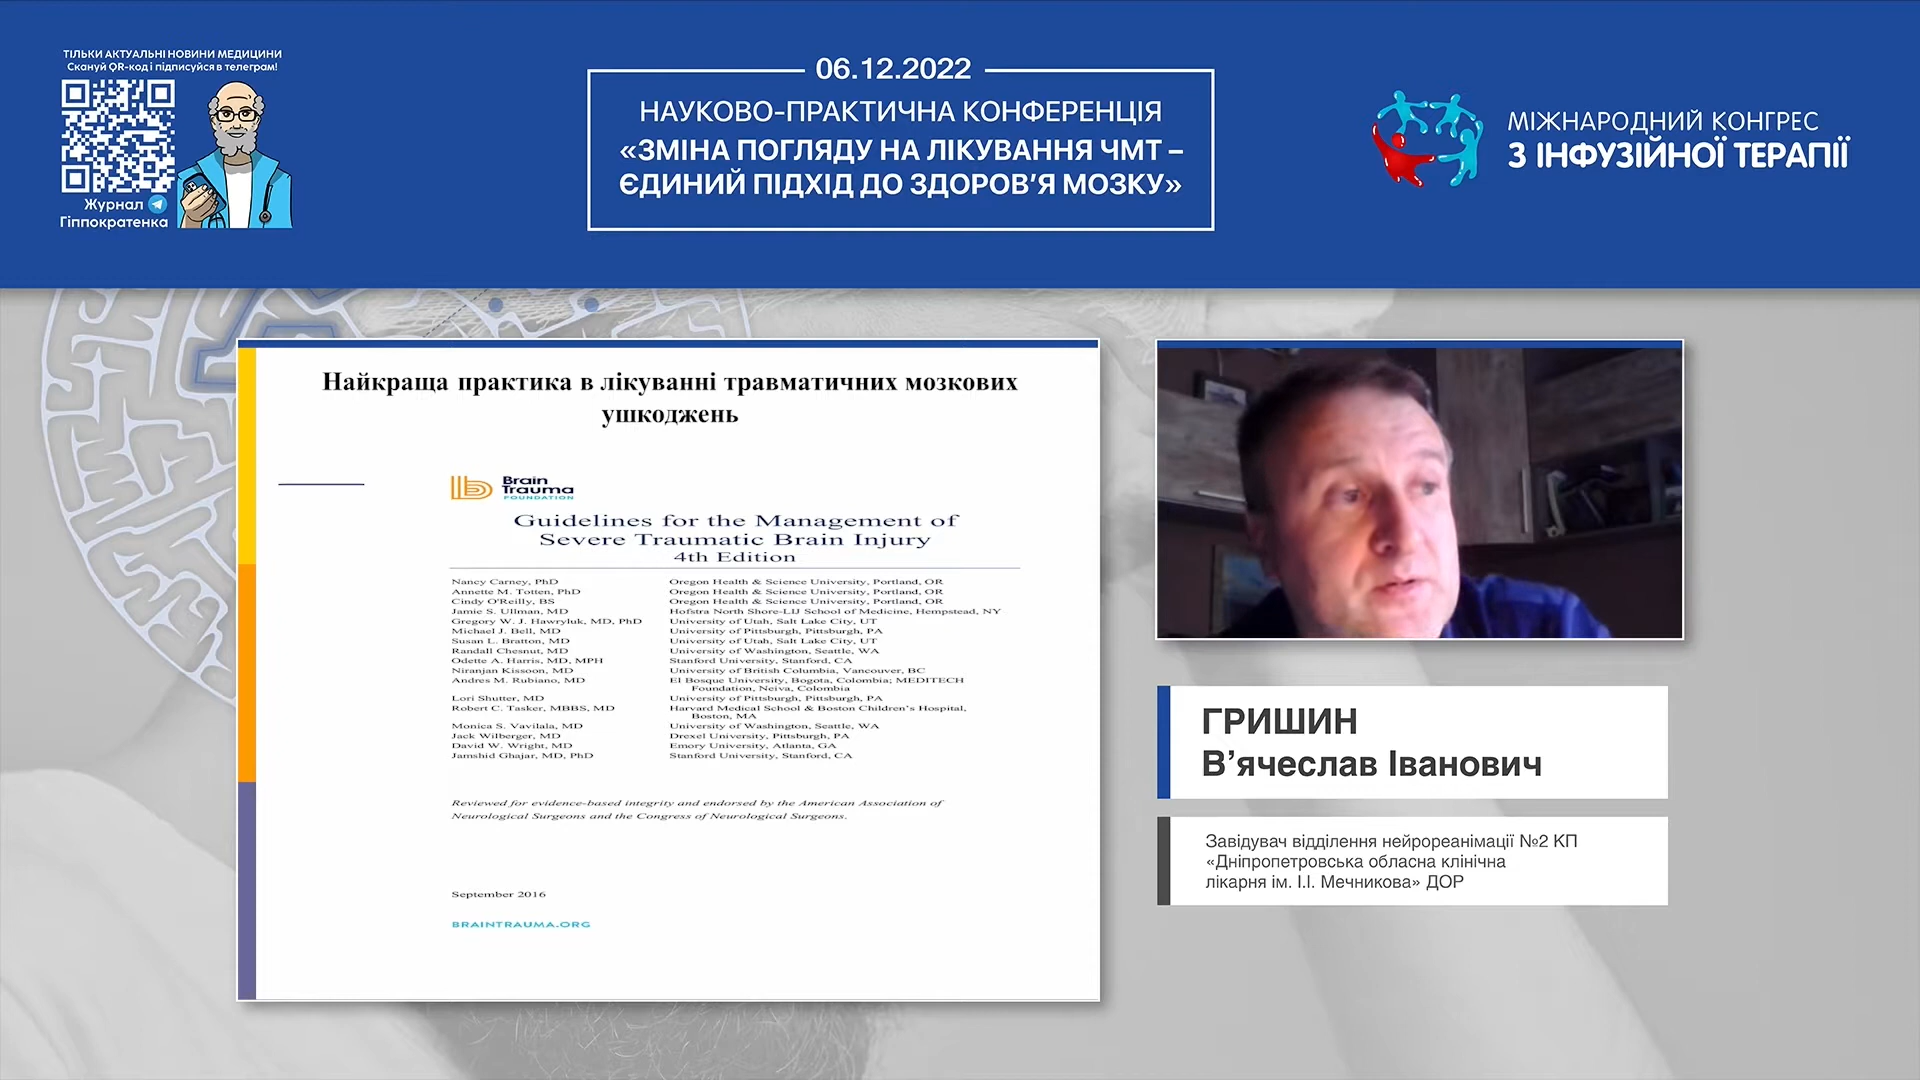 ТІЛЬКИ АКТУАЛЬНІ НОВИНИ МЕДИЦИНИ
Скануй QR-код і підписуйся в телеграм!
Журнал
Гіппократенка
06.12.2022
НАУКОВО-ПРАКТИЧНА КОНФЕРЕНЦІЯ
«ЗМІНА ПОГЛЯДУ НА ЛІКУВАННЯ ЧМТ –
ЄДИНИЙ ПІДХІД ДО ЗДОРОВ’Я МОЗКУ»
МІЖНАРОДНИЙ КОНГРЕС
З ІНФУЗІЙНОЇ ТЕРАПІЇ
Найкраща практика в лікуванні травматичних мозкових
ушкоджень
Brain
Trauma
FOUNDATION
Guidelines for the Management of
Severe Traumatic Brain Injury
4th Edition
Nancy Carney, PhD Oregon Health & Science University, Portland, OR
Annette M. Totten, PhD Oregon Health & Science University, Portland, OR
Cindy O'Reilly, BS Oregon Health & Science University, Portland, OR
Jamie S. Ullman, MD Hofstra North Shore-LIJ School of Medicine, Hempstead, NY
Gregory W. J. Hawryluk, MD, PhD University of Utah, Salt Lake City, UT
Michael J. Bell, MD University of Pittsburgh, Pittsburgh, PA
Susan L. Bratton, MD University of Utah, Salt Lake City, UT
Randall Chesnut, MD University of Washington, Seattle, WA
Odette A. Harris, MD, MPH Stanford University, Stanford, CA
Niranjan Kissoon, MD University of British Columbia, Vancouver, BC
Andres M. Rubiano, MD El Bosque University, Bogota, Colombia; MEDITECH
Foundation, Neiva, Colombia
Lori Shutter, MD University of Pittsburgh, Pittsburgh, PA
Robert C. Tasker, MBBS, MD Harvard Medical School & Boston Children's Hospital,
Boston, MA
Monica S. Vavilala, MD University of Washington, Seattle, WA
Jack Wilberger, MD Drexel University, Pittsburgh, PA
David W. Wright, MD Emory University, Atlanta, GA
Jamshid Ghajar, MD, PhD Stanford University, Stanford, CA
Reviewed for evidence-based integrity and endorsed by the American Association of
Neurological Surgeons and the Congress of Neurological Surgeons.
September 2016
BRAINTRAUMA.ORG
ГРИШИН
В’ячеслав Іванович
Завідувач відділення нейрореанімації №2 КП
«Дніпропетровська обласна клінічна
лікарня ім. І.І. Мечникова» ДОР